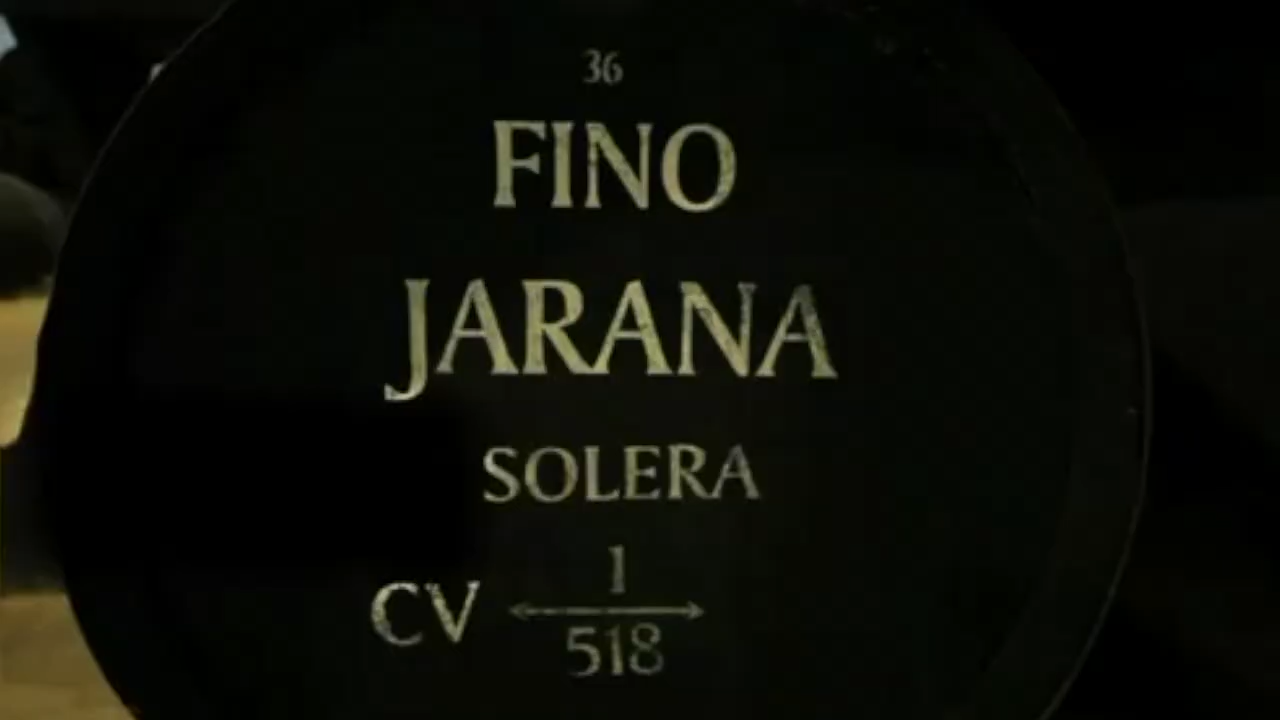 36
FINO
JARANA
SOLERA
1
CV ⟷
518